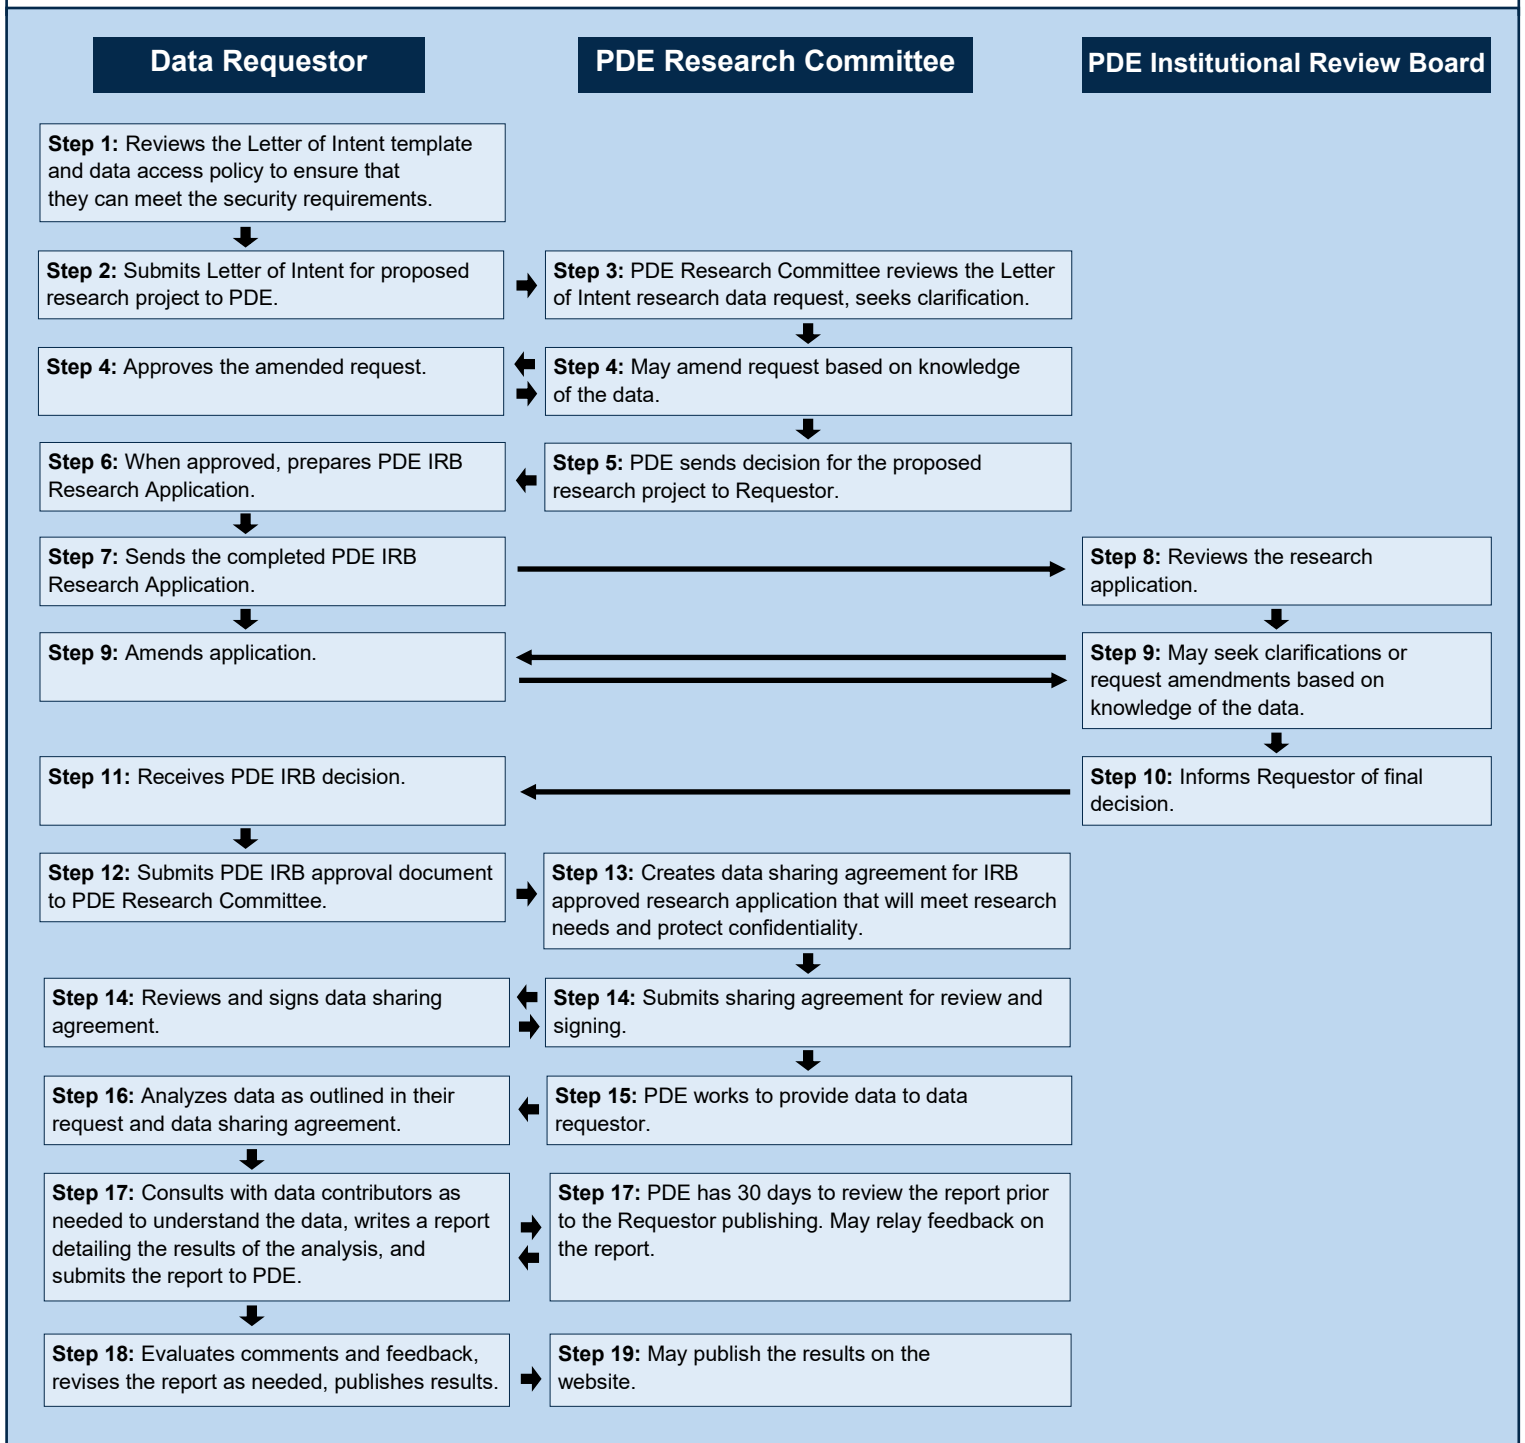 Data Requestor
PDE Research Committee
PDE Institutional Review Board
Step 1: Reviews the Letter of Intent template
and data access policy to ensure that
they can meet the security requirements.
Step 2: Submits Letter of Intent for proposed
research project to PDE.
Step 3: PDE Research Committee reviews the Letter
of Intent research data request, seeks clarification.
Step 4: Approves the amended request.
Step 4: May amend request based on knowledge
of the data.
Step 6: When approved, prepares PDE IRB
Research Application.
Step 5: PDE sends decision for the proposed
research project to Requestor.
Step 7: Sends the completed PDE IRB
Research Application.
Step 8: Reviews the research
application.
Step 9: Amends application.
Step 9: May seek clarifications or
request amendments based on
knowledge of the data.
Step 11: Receives PDE IRB decision.
Step 10: Informs Requestor of final
decision.
Step 12: Submits PDE IRB approval document
to PDE Research Committee.
Step 13: Creates data sharing agreement for IRB
approved research application that will meet research
needs and protect confidentiality.
Step 14: Reviews and signs data sharing
agreement.
Step 14: Submits sharing agreement for review and
signing.
Step 16: Analyzes data as outlined in their
request and data sharing agreement.
Step 15: PDE works to provide data to data
requestor.
Step 17: Consults with data contributors as
needed to understand the data, writes a report
detailing the results of the analysis, and
submits the report to PDE.
Step 17: PDE has 30 days to review the report prior
to the Requestor publishing. May relay feedback on
the report.
Step 18: Evaluates comments and feedback,
revises the report as needed, publishes results.
Step 19: May publish the results on the
website.